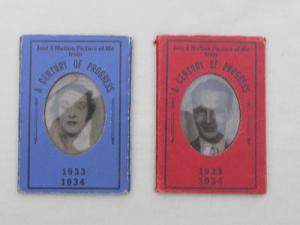 Just A Motion Picture of Me
from
A CENTURY OF PROGRESS
1933
1934
Just A Motion Picture of Me
from
A CENTURY OF PROGRESS
1933
1934